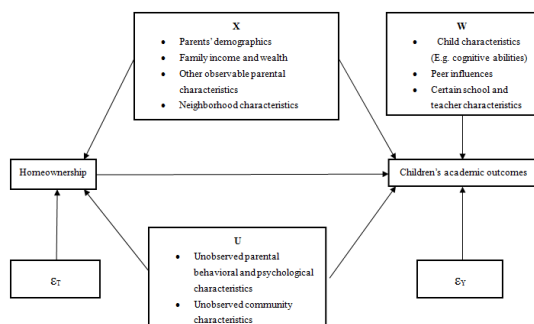 X
• Parents' demographics
• Family income and wealth
• Other observable parental
characteristics
• Neighborhood characteristics
W
• Child characteristics
(E.g. cognitive abilities)
• Peer influences
• Certain school and
teacher characteristics
Homeownership
Children's academic outcomes
U
• Unobserved parental
behavioral and psychological
characteristics
• Unobserved community
characteristics
εT
εY